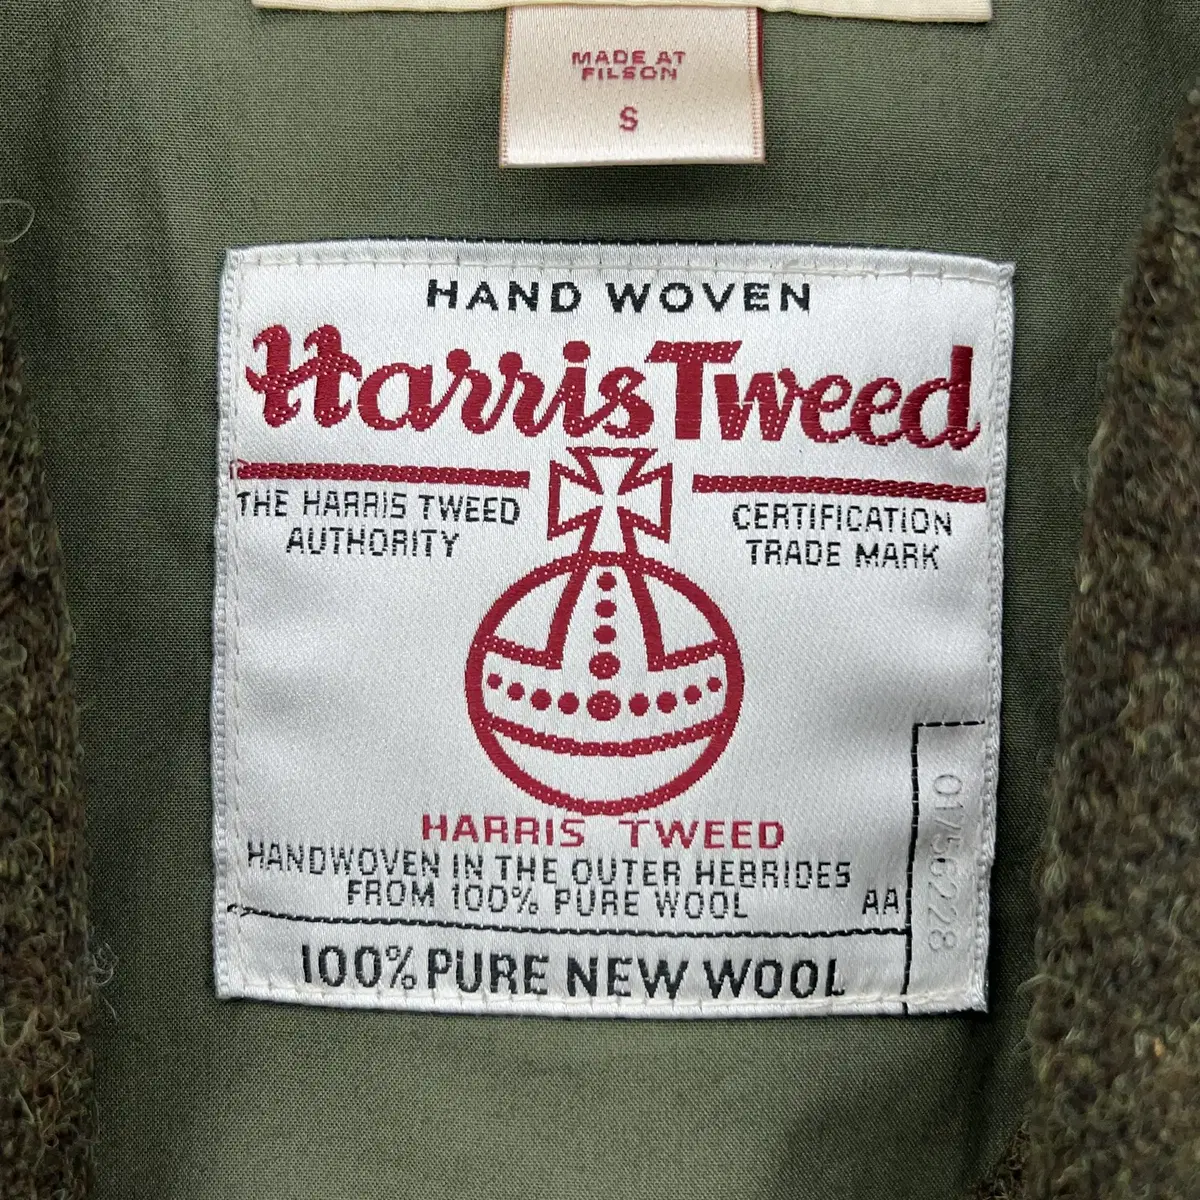 MADE AT
FILSON
S
HAND WOVEN
Harris Tweed
THE HARRIS TWEED
AUTHORITY
CERTIFICATION
TRADE MARK
HARRIS TWEED
HANDWOVEN IN THE OUTER HEBRIDES
FROM 100% PURE WOOL
AA
01756228
100% PURE NEW WOOL